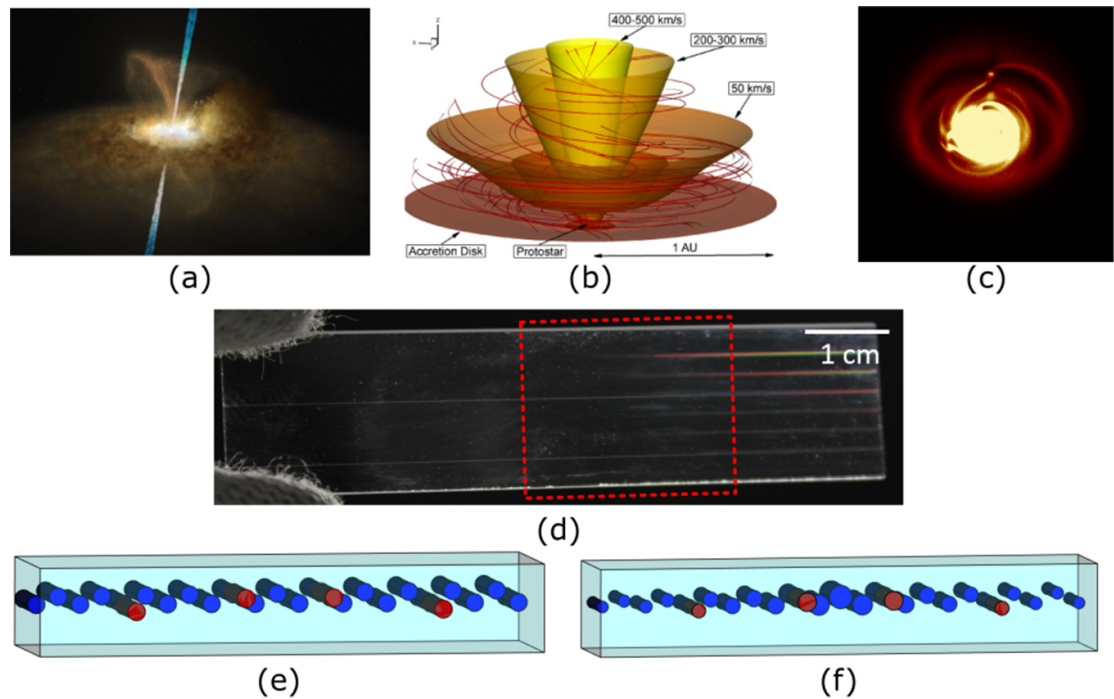 400-500 km/s
200-300 km/s
50 km/s
z
x
Accretion Disk
Protostar
1 AU
(a)
(b)
(c)
1 cm
(d)
(e)
(f)